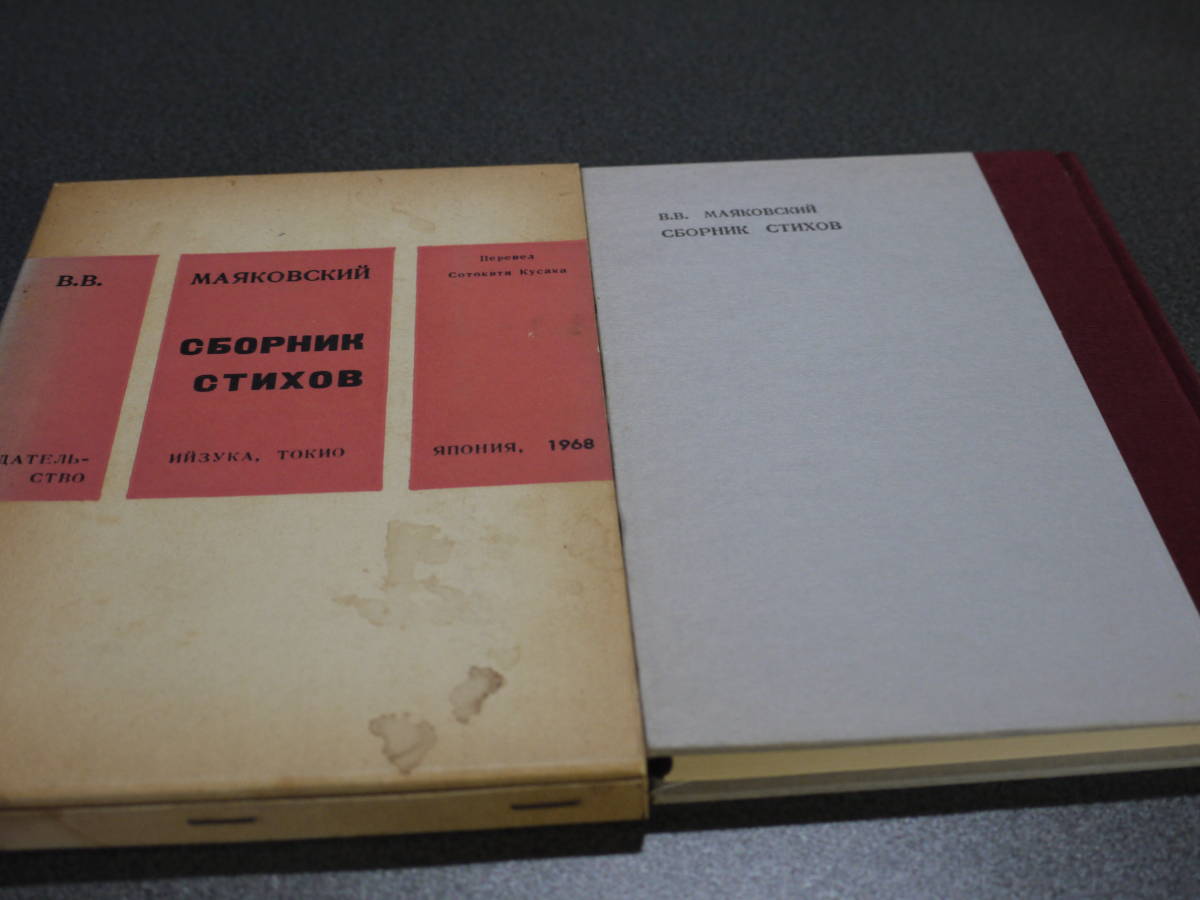 В.В. МАЯКОВСКИЙ
Перевел
Сотокити Кусака
СБОРНИК
СТИХОВ
ДАТЕЛЬ-
СТВО
ИЙЗУКА, ТОКИО
ЯПОНИЯ, 1968
В.В. МАЯКОВСКИЙ
СБОРНИК СТИХОВ